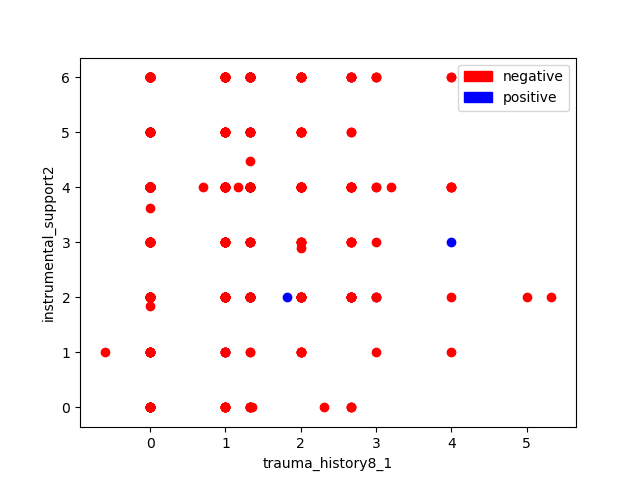 negative
positive
6
5
4
3
2
1
0
instrumental_support2
0 1 2 3 4 5
trauma_history8_1